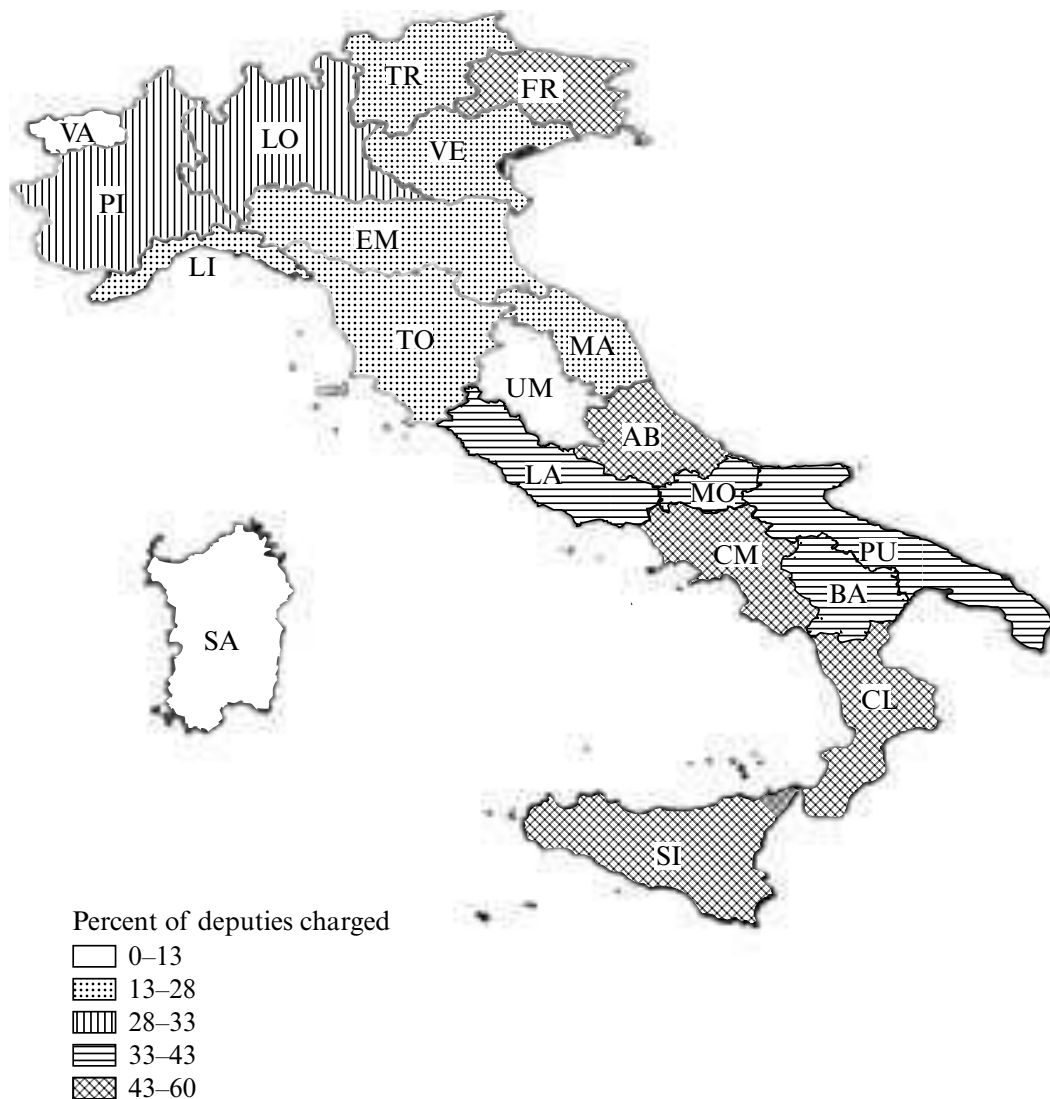 TR
FR
VA
LO
VE
PI
EM
LI
TO
MA
UM
AB
LA
MO
CM
PU
BA
SA
CL
SI
Percent of deputies charged
0–13
13–28
28–33
33–43
43–60